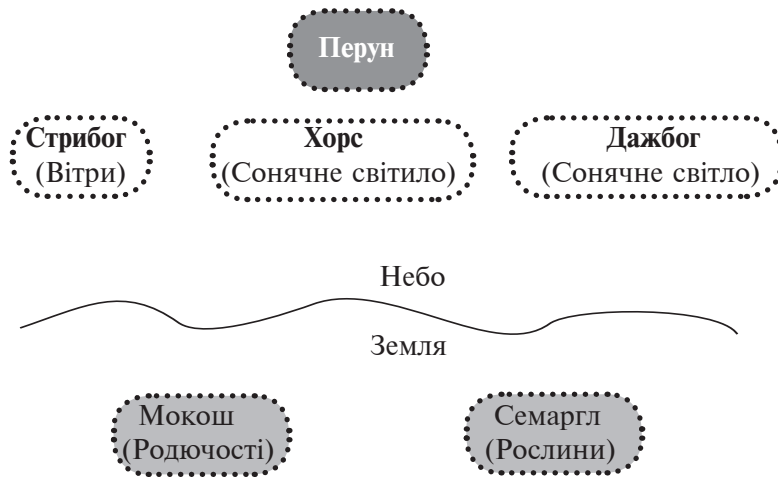 Перун
Стрибог
(Вітри)
Хорс
(Сонячне світило)
Дажбог
(Сонячне світло)
Небо
Земля
Мокош
(Родючості)
Семаргл
(Рослини)